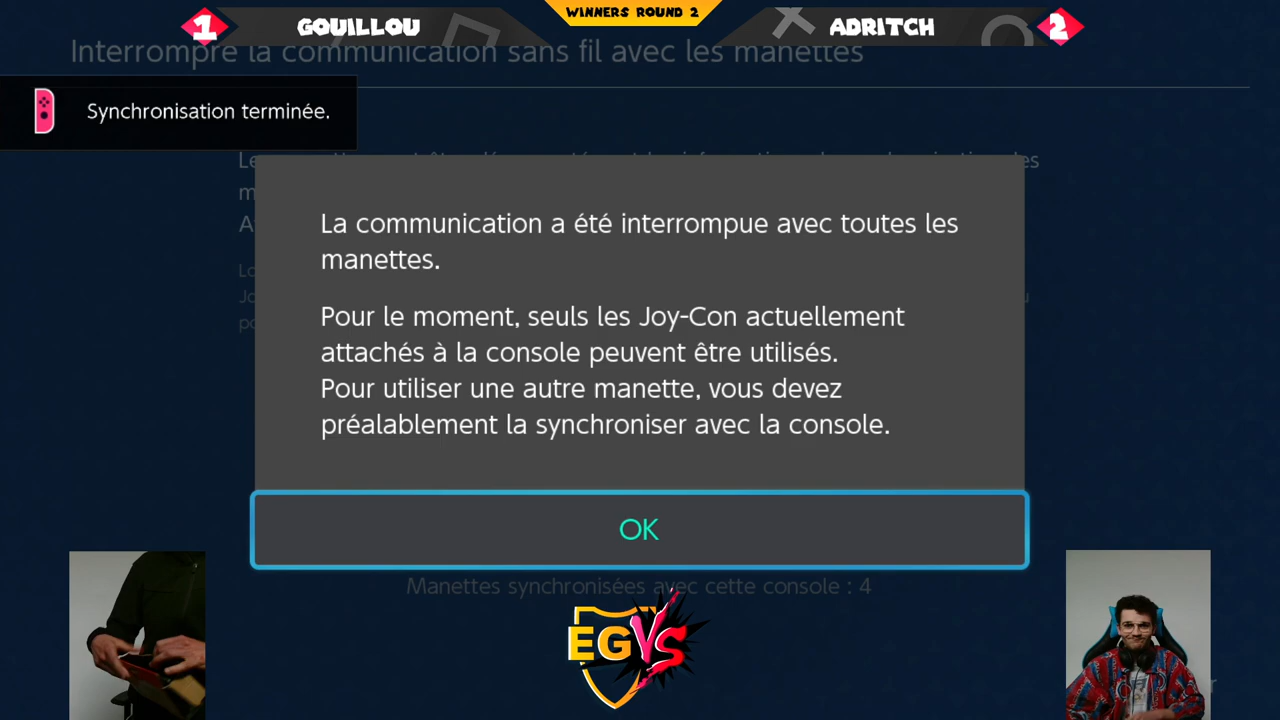 1
GOUILLOU
WINNERS ROUND 2
ADRITCH
2
Interrompre la communication sans fil avec les manettes
Synchronisation terminée.
La communication a été interrompue avec toutes les
manettes.
Pour le moment, seuls les Joy-Con actuellement
attachés à la console peuvent être utilisés.
Pour utiliser une autre manette, vous devez
préalablement la synchroniser avec la console.
OK
Manettes synchronisées avec cette console : 4
EGVS